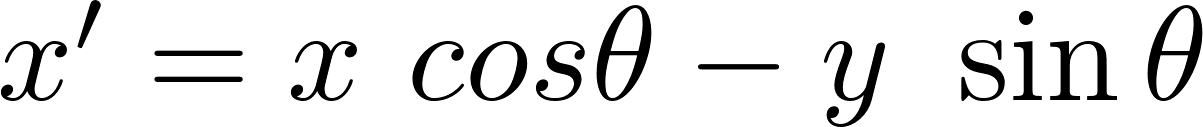 x′ = x cosθ − y sin θ